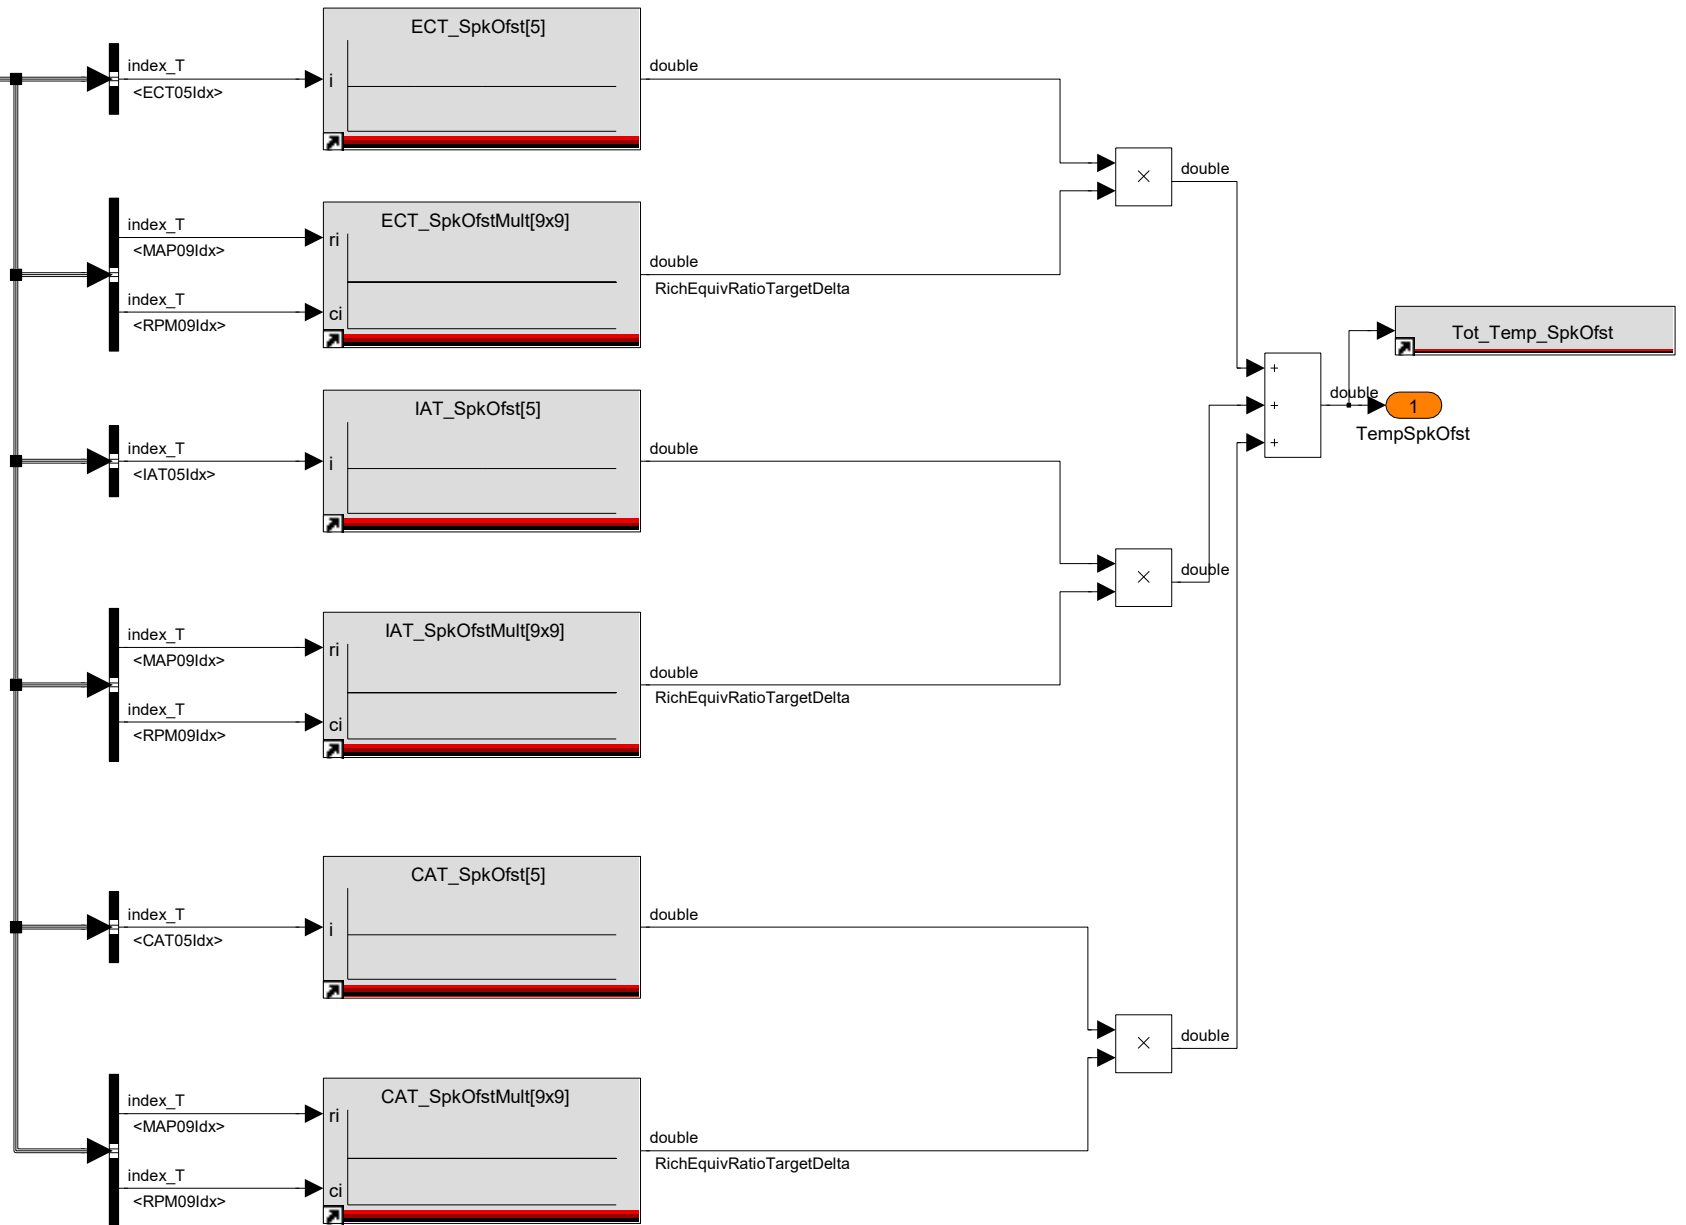 ECT_SpkOfst[5]
index_T
<ECT05Idx>
i
double
ECT_SpkOfstMult[9x9]
index_T
<MAP09Idx>
ri
index_T
<RPM09Idx>
ci
double
RichEquivRatioTargetDelta
×
double
IAT_SpkOfst[5]
index_T
<IAT05Idx>
i
double
IAT_SpkOfstMult[9x9]
index_T
<MAP09Idx>
ri
index_T
<RPM09Idx>
ci
double
RichEquivRatioTargetDelta
×
double
CAT_SpkOfst[5]
index_T
<CAT05Idx>
i
double
CAT_SpkOfstMult[9x9]
index_T
<MAP09Idx>
ri
index_T
<RPM09Idx>
ci
double
RichEquivRatioTargetDelta
×
double
+
+
+
double
Tot_Temp_SpkOfst
1
TempSpkOfst